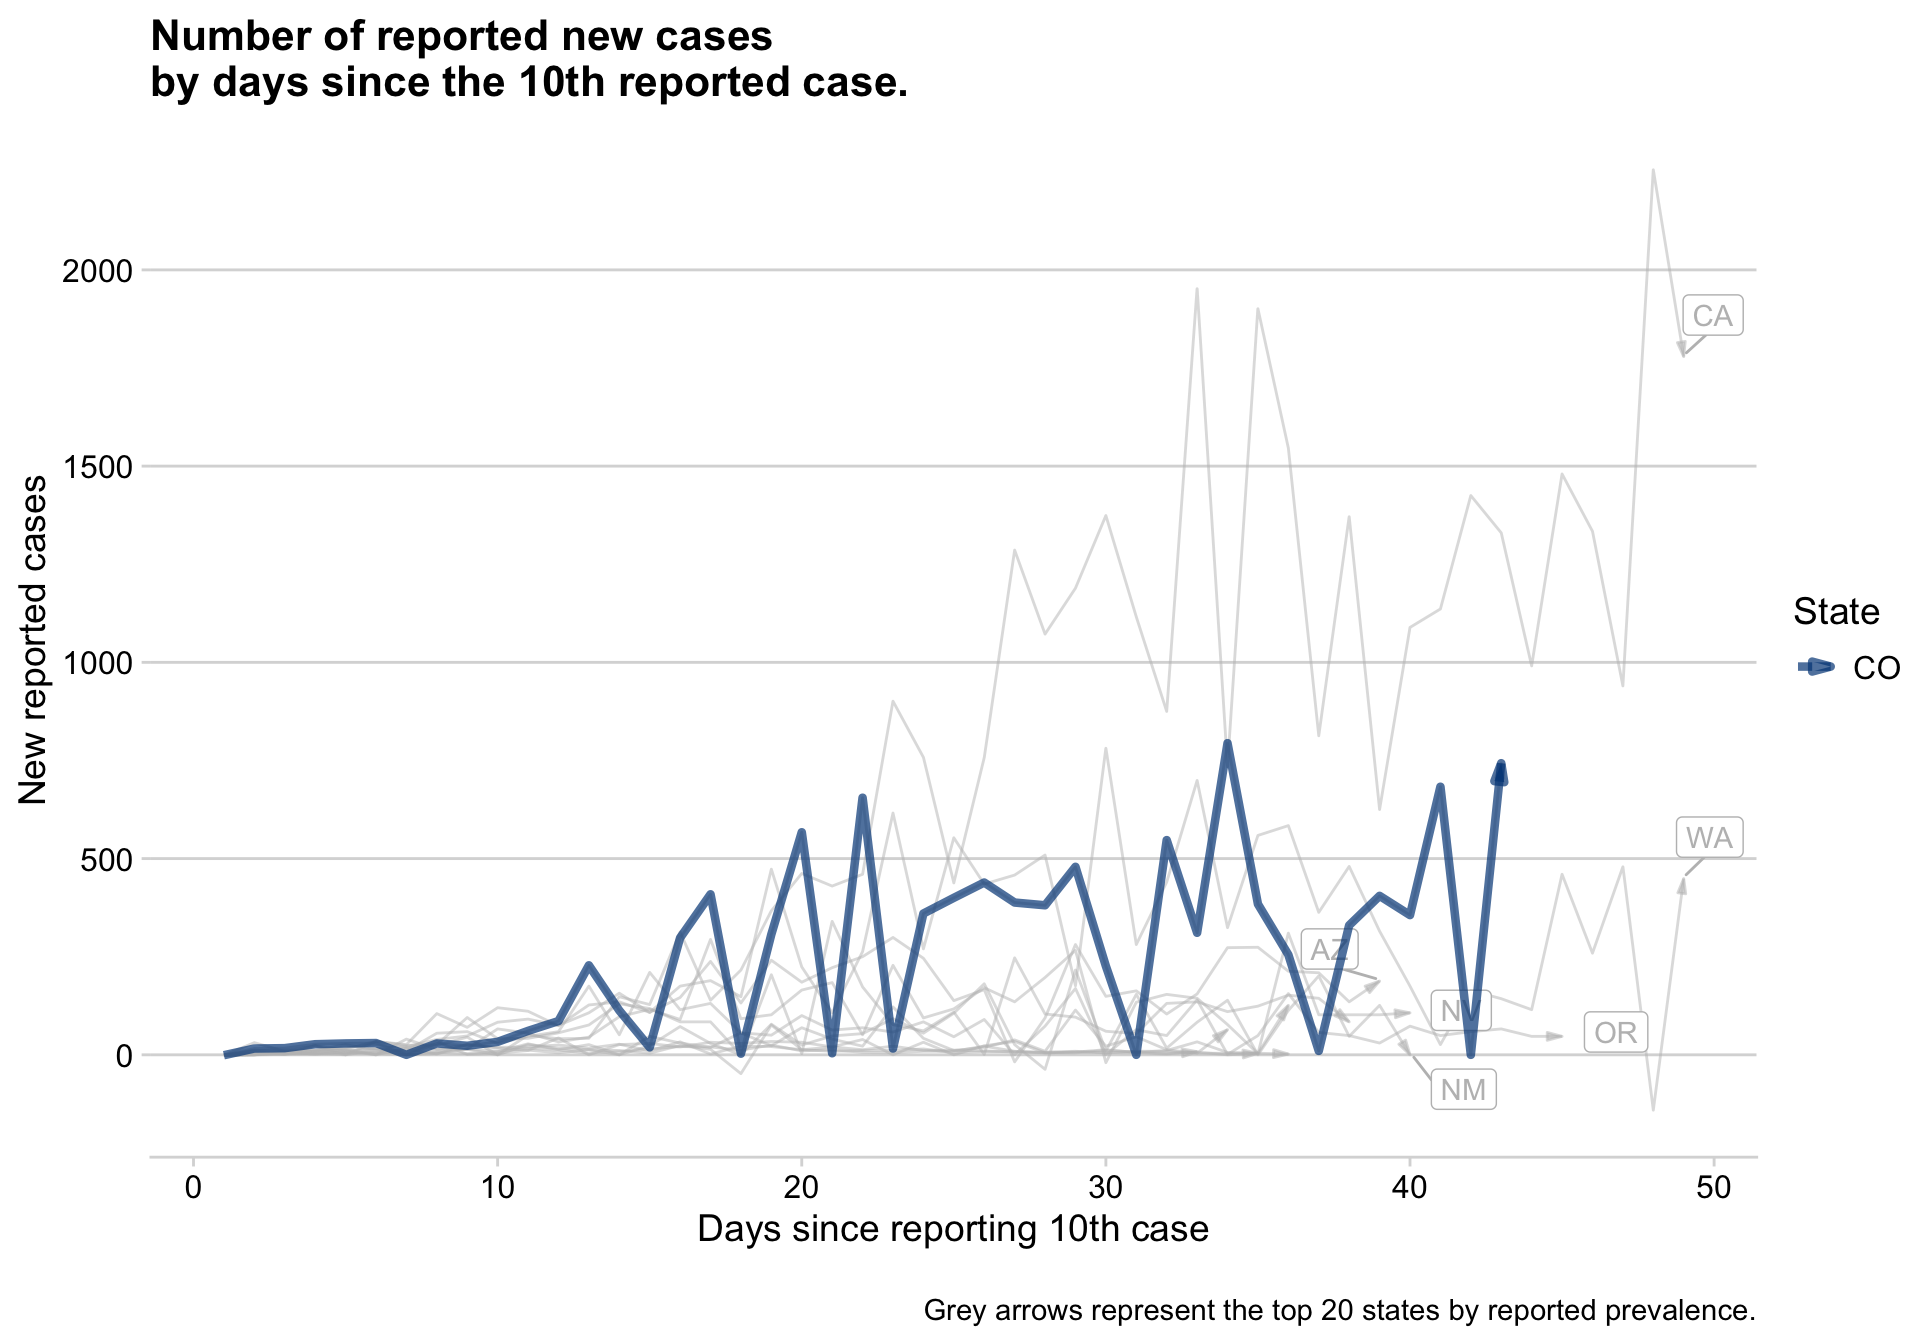 Number of reported new cases
by days since the 10th reported case.
New reported cases
2000
1500
1000
500
0
CA
WA
AZ
OR
NM
State
CO
0 10 20 30 40 50
Days since reporting 10th case
Grey arrows represent the top 20 states by reported prevalence.